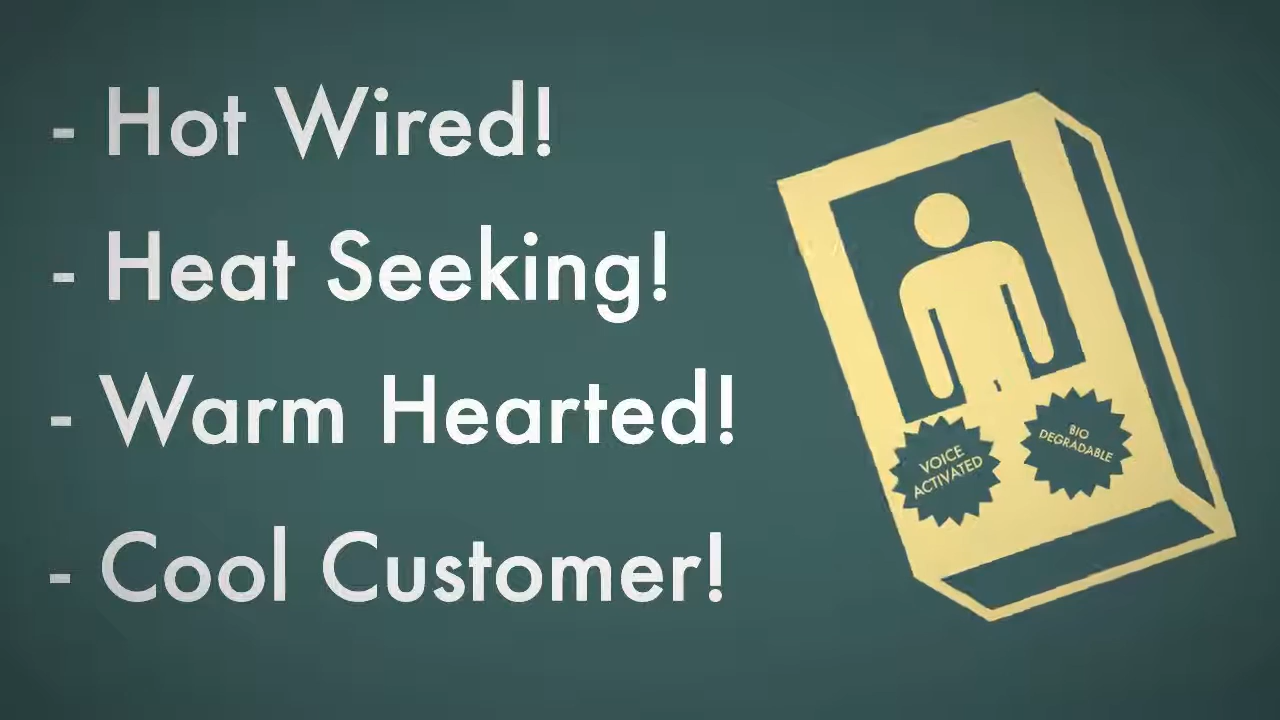 - Hot Wired!
- Heat Seeking!
- Warm Hearted!
- Cool Customer!
VOICE
ACTIVATED
BIO
DEGRADABLE